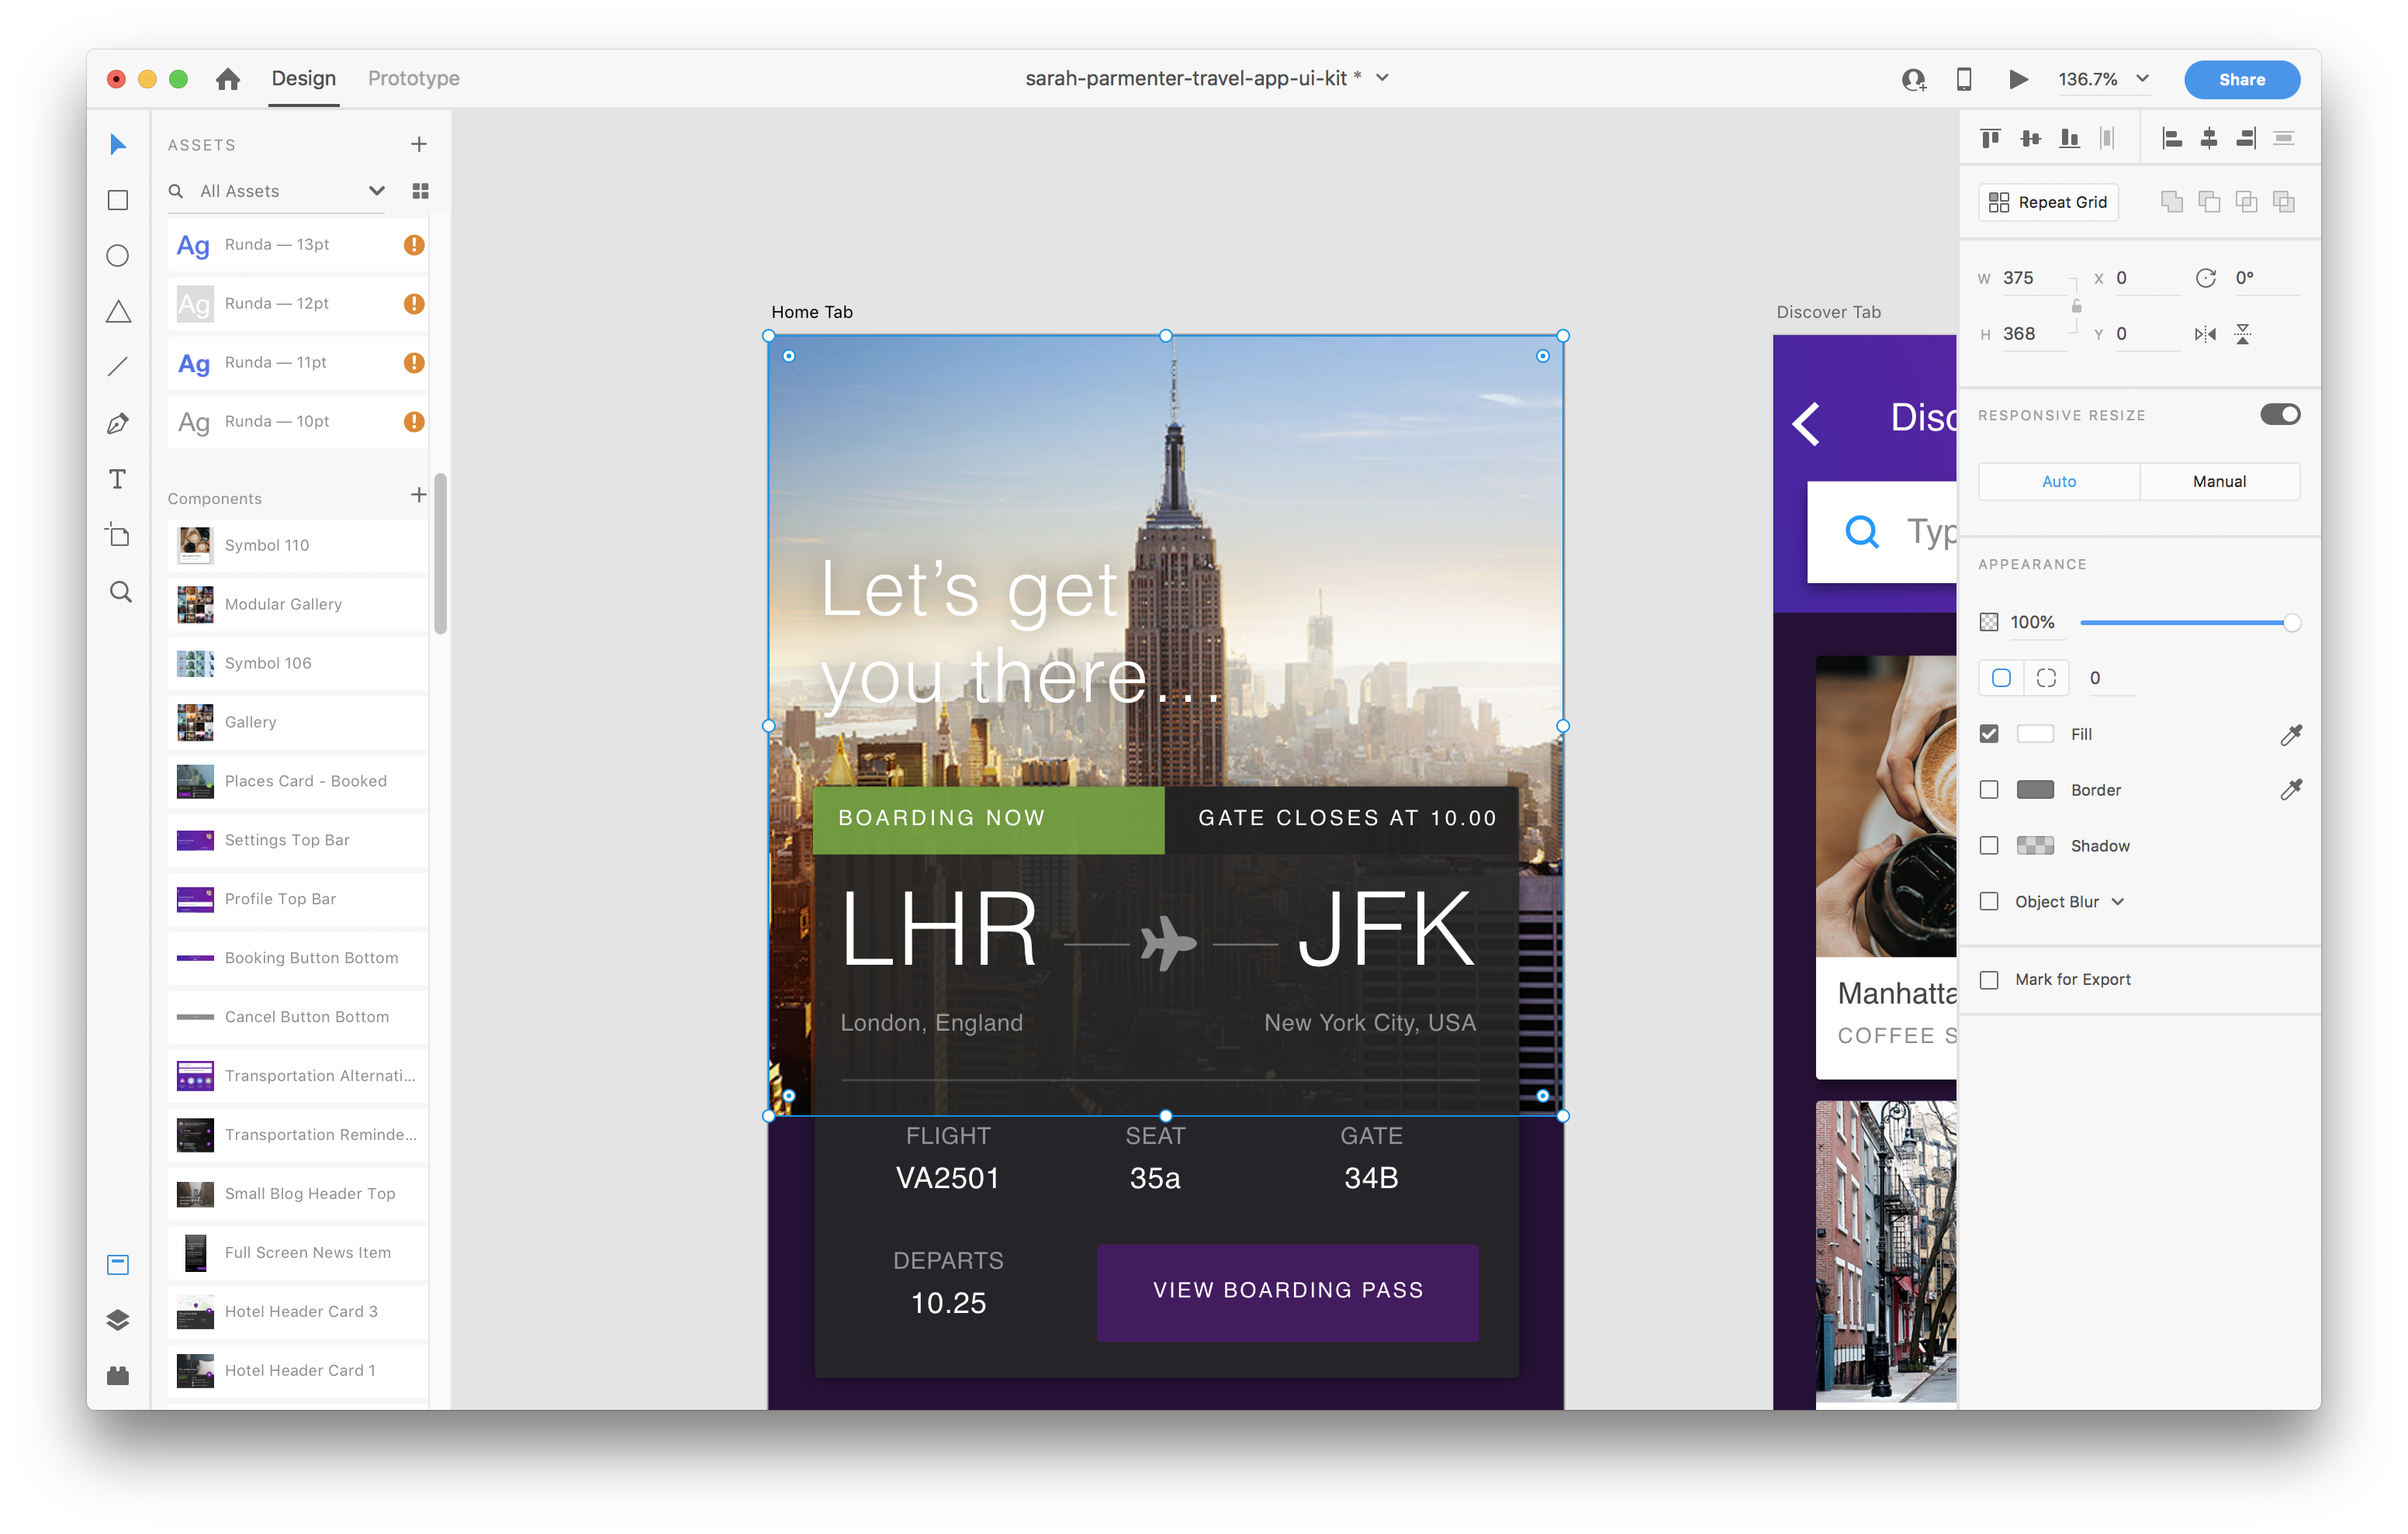 Design Prototype sarah-parmenter-travel-app-ui-kit * 136.7% Share
ASSETS
All Assets
Ag Runda — 13pt
Ag Runda — 12pt
Ag Runda — 11pt
Ag Runda — 10pt
Components
Symbol 110
Modular Gallery
Symbol 106
Gallery
Places Card - Booked
Settings Top Bar
Profile Top Bar
Booking Button Bottom
Cancel Button Bottom
Transportation Alternati...
Transportation Reminde...
Small Blog Header Top
Full Screen News Item
Hotel Header Card 3
Hotel Header Card 1
Home Tab
Let’s get
you there...
BOARDING NOW GATE CLOSES AT 10.00
LHR JFK
London, England New York City, USA
FLIGHT SEAT GATE
VA2501 35a 34B
DEPARTS
10.25
VIEW BOARDING PASS
Discover Tab
Disc
Typ
Manhatta
COFFEE S
Repeat Grid
W 375 X 0 0°
H 368 Y 0
RESPONSIVE RESIZE
Auto Manual
APPEARANCE
100%
0
Fill
Border
Shadow
Object Blur
Mark for Export